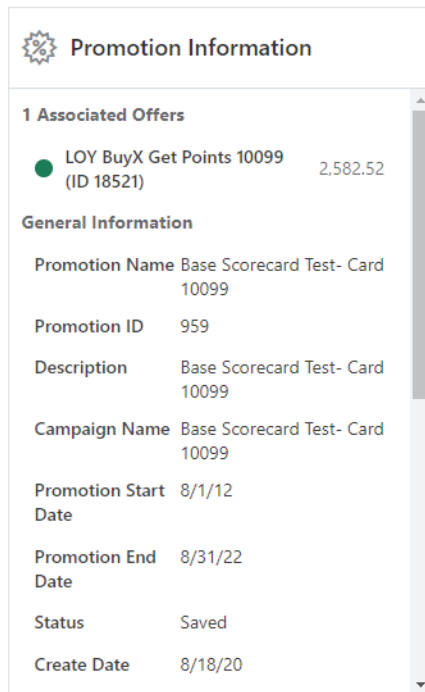 Promotion Information
1 Associated Offers
LOY BuyX Get Points 10099
(ID 18521)
2,582.52
General Information
Promotion Name Base Scorecard Test- Card
10099
Promotion ID 959
Description Base Scorecard Test- Card
10099
Campaign Name Base Scorecard Test- Card
10099
Promotion Start 8/1/12
Date
Promotion End 8/31/22
Date
Status Saved
Create Date 8/18/20